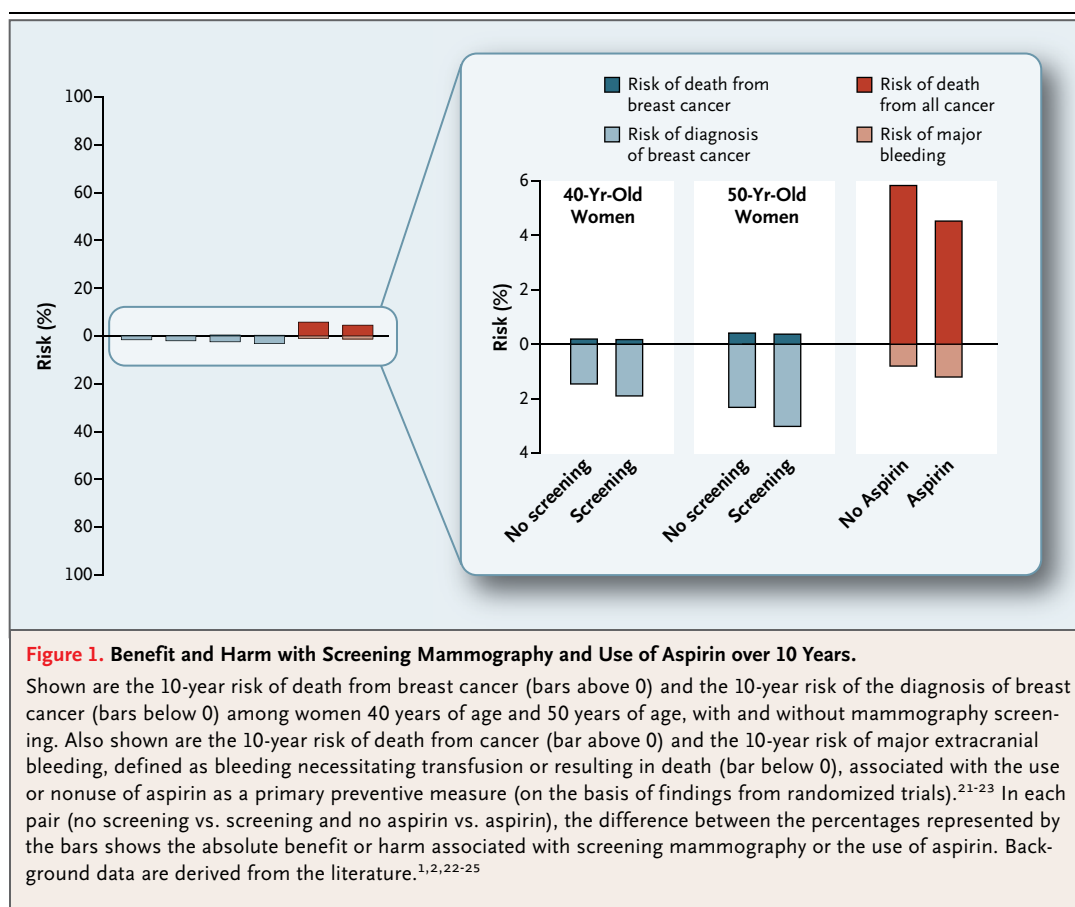 100
80
60
40
20
0
20
40
60
80
100
Risk (%)
Risk of death from
breast cancer
Risk of diagnosis
of breast cancer
Risk of death
from all cancer
Risk of major
bleeding
6
4
2
0
2
4
Risk (%)
40-Yr-Old
Women
50-Yr-Old
Women
No screening
Screening
No screening
Screening
No Aspirin
Aspirin
Figure 1. Benefit and Harm with Screening Mammography and Use of Aspirin over 10 Years.
Shown are the 10-year risk of death from breast cancer (bars above 0) and the 10-year risk of the diagnosis of breast
cancer (bars below 0) among women 40 years of age and 50 years of age, with and without mammography screen-
ing. Also shown are the 10-year risk of death from cancer (bar above 0) and the 10-year risk of major extracranial
bleeding, defined as bleeding necessitating transfusion or resulting in death (bar below 0), associated with the use
or nonuse of aspirin as a primary preventive measure (on the basis of findings from randomized trials).21-23 In each
pair (no screening vs. screening and no aspirin vs. aspirin), the difference between the percentages represented by
the bars shows the absolute benefit or harm associated with screening mammography or the use of aspirin. Back-
ground data are derived from the literature.1,2,22-25